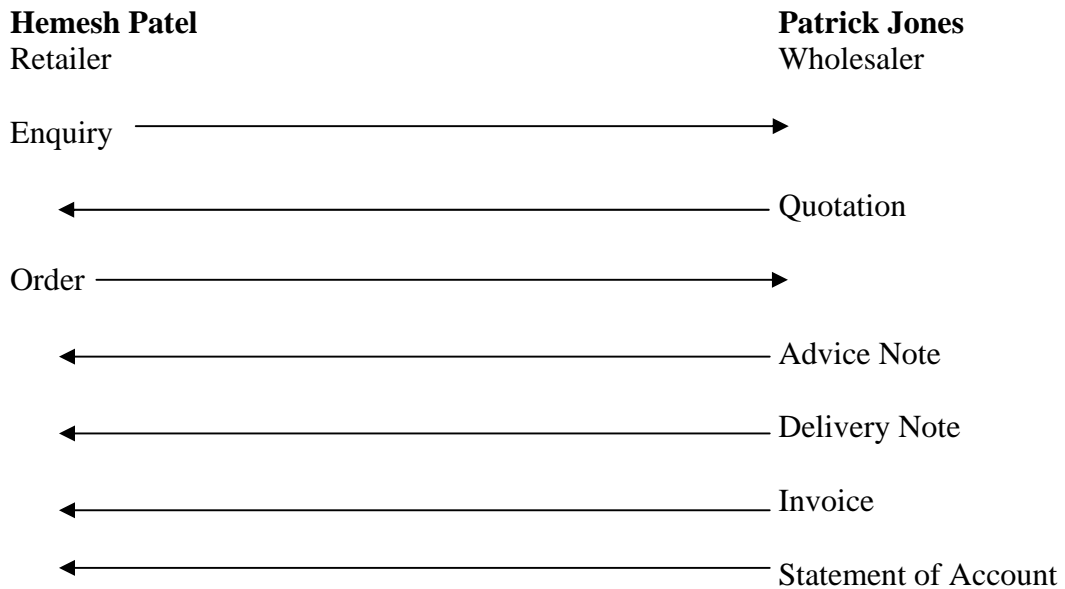 Hemesh Patel Patrick Jones
Retailer Wholesaler
Enquiry
Quotation
Order
Advice Note
Delivery Note
Invoice
Statement of Account